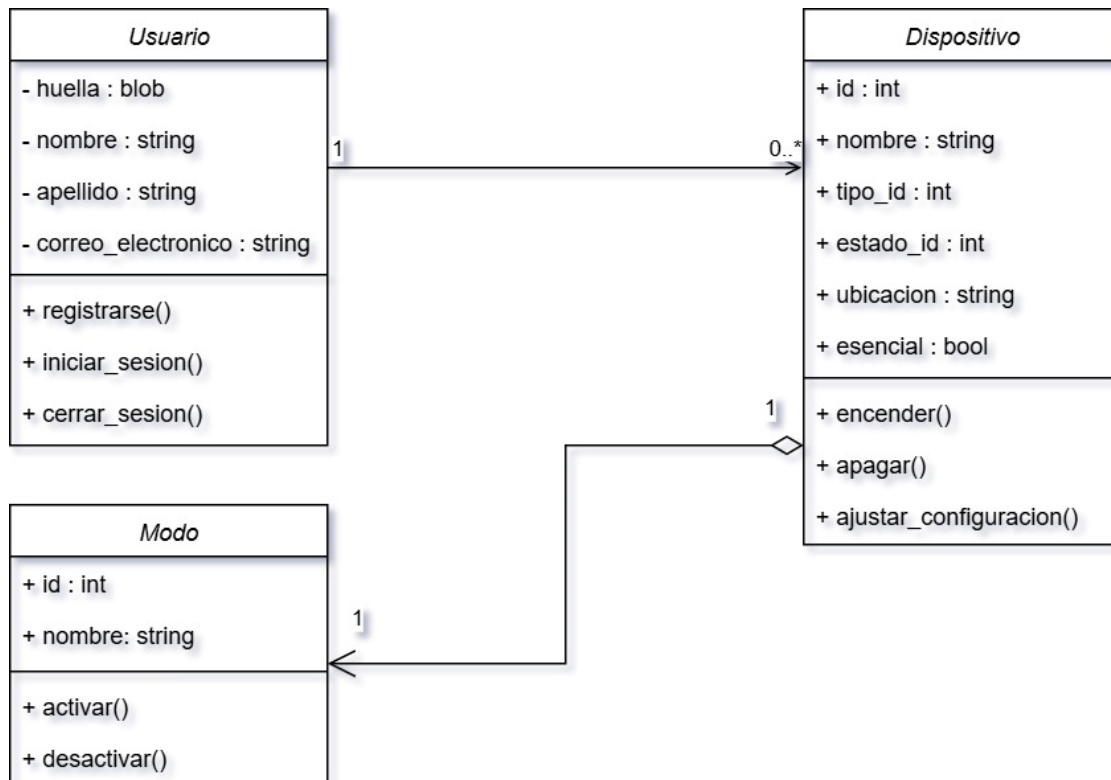 Usuario
- huella : blob
- nombre : string
- apellido : string
- correo_electronico : string
+ registrarse()
+ iniciar_sesion()
+ cerrar_sesion()
1
0..*
Dispositivo
+ id : int
+ nombre : string
+ tipo_id : int
+ estado_id : int
+ ubicacion : string
+ esencial : bool
+ encender()
+ apagar()
+ ajustar_configuracion()
1
1
Modo
+ id : int
+ nombre: string
+ activar()
+ desactivar()